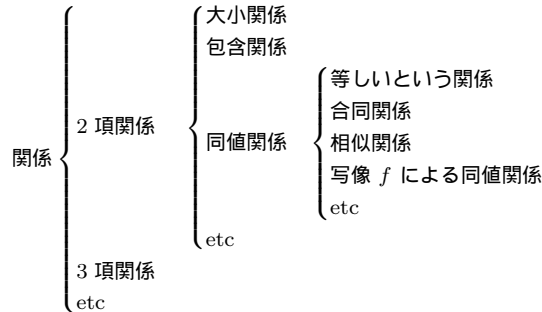 大小関係
包含関係
等しいという関係
合同関係
2 項関係
同値関係
相似関係
関係
写像 f による同値関係
etc
etc
3 項関係
etc